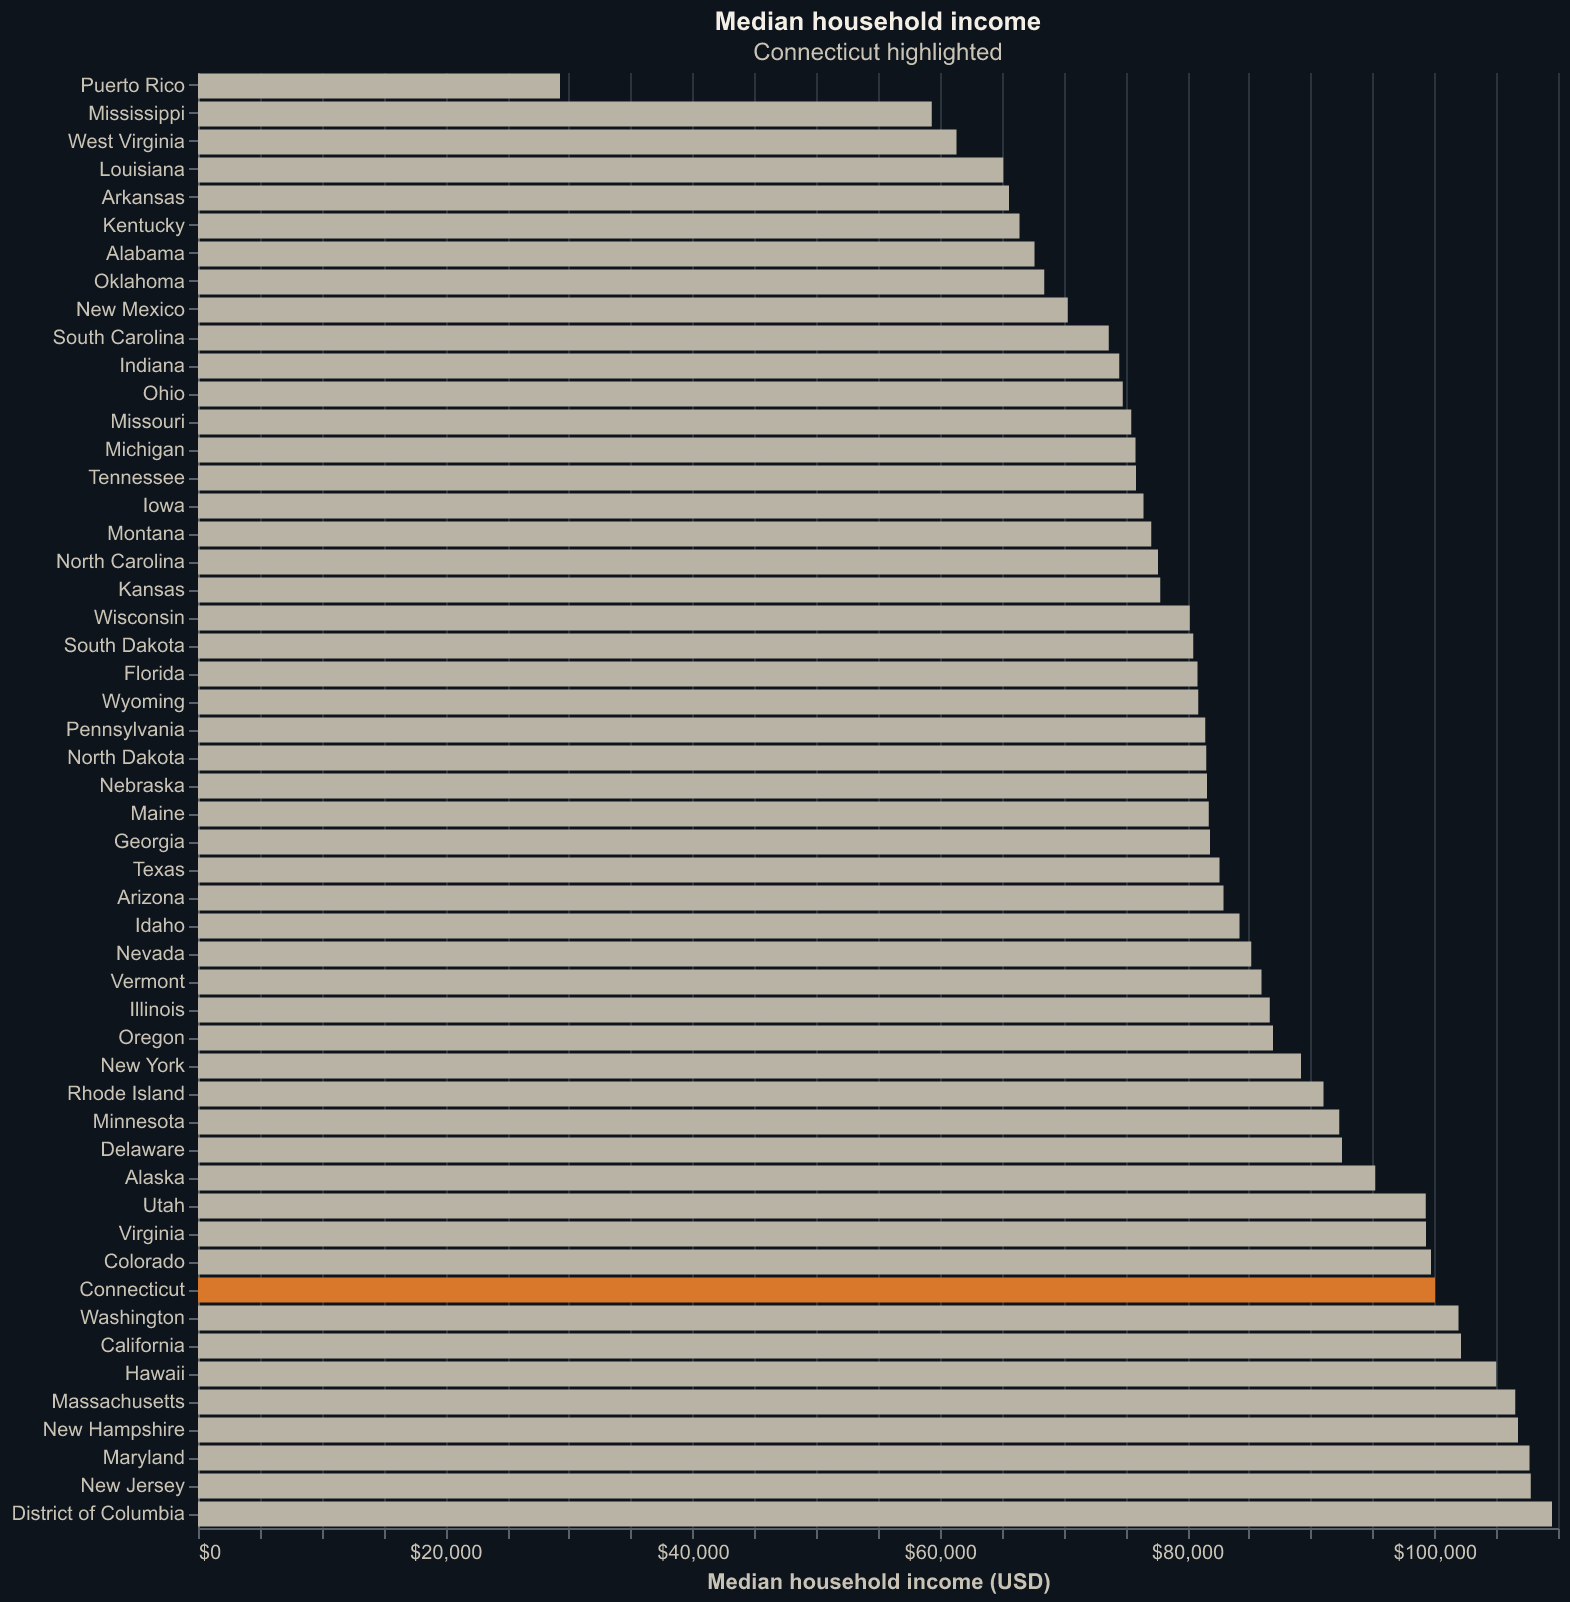 Median household income
Connecticut highlighted
Puerto Rico
Mississippi
West Virginia
Louisiana
Arkansas
Kentucky
Alabama
Oklahoma
New Mexico
South Carolina
Indiana
Ohio
Missouri
Michigan
Tennessee
Iowa
Montana
North Carolina
Kansas
Wisconsin
South Dakota
Florida
Wyoming
Pennsylvania
North Dakota
Nebraska
Maine
Georgia
Texas
Arizona
Idaho
Nevada
Vermont
Illinois
Oregon
New York
Rhode Island
Minnesota
Delaware
Alaska
Utah
Virginia
Colorado
Connecticut
Washington
California
Hawaii
Massachusetts
New Hampshire
Maryland
New Jersey
District of Columbia
$0 $20,000 $40,000 $60,000 $80,000 $100,000
Median household income (USD)